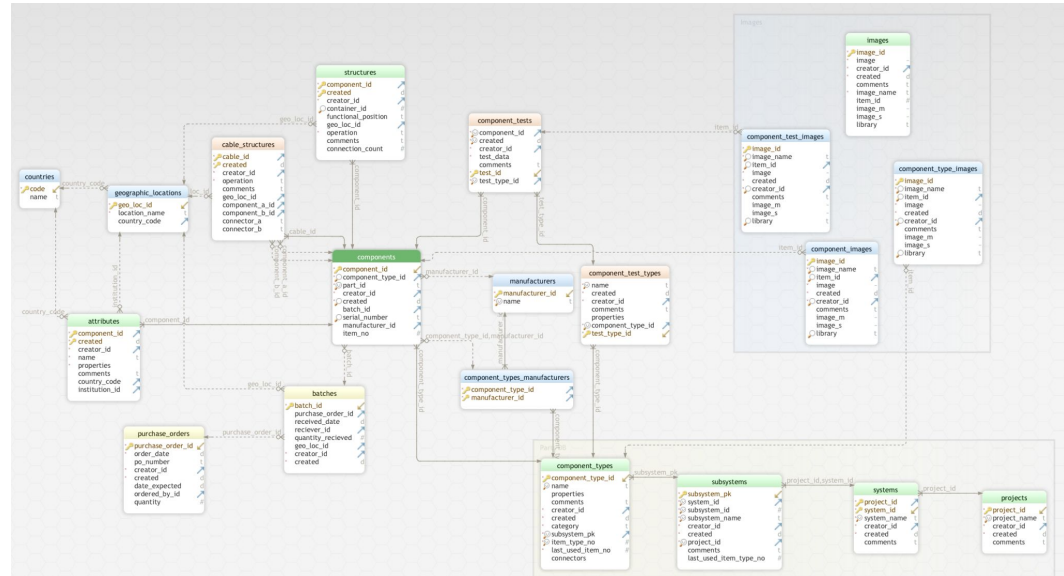 images
images
image_id
image
creator_id
created
comments
image_name
item_id
image_m
image_s
library
structures
component_id
created
creator_id
container_id
functional_position
geo_loc_id
operation
comments
connection_count
component_tests
component_id
created
creator_id
test_data
comments
test_id
test_type_id
component_test_images
image_id
image_name
item_id
image
created
creator_id
comments
image_m
image_s
library
component_type_images
image_id
image_name
item_id
image
created
creator_id
comments
image_m
image_s
library
component_images
image_id
image_name
item_id
image
created
creator_id
comments
image_m
image_s
library
cable_structures
cable_id
created
creator_id
operation
comments
geo_loc_id
component_a_id
component_b_id
connector_a
connector_b
countries
code
name
geographic_locations
geo_loc_id
location_name
country_code
components
component_id
component_type_id
part_id
creator_id
created
batch_id
serial_number
manufacturer_id
item_no
manufacturers
manufacturer_id
name
component_test_types
name
created
creator_id
comments
properties
component_type_id
test_type_id
attributes
component_id
created
creator_id
name
properties
comments
country_code
institution_id
component_types_manufacturers
component_type_id
manufacturer_id
batches
batch_id
purchase_order_id
received_date
reciever_id
quantity_recieved
geo_loc_id
creator_id
created
purchase_orders
purchase_order_id
order_date
po_number
creator_id
created
date_expected
ordered_by_id
quantity
component_types
component_type_id
name
properties
comments
creator_id
created
category
subsystem_pk
item_type_no
last_used_item_no
connectors
subsystems
subsystem_pk
system_id
subsystem_id
subsystem_name
creator_id
created
project_id
comments
last_used_item_type_no
systems
project_id
system_id
system_name
creator_id
created
comments
projects
project_id
project_name
creator_id
created
comments
geo_loc_id
country_code
component_id
cable_id
component_id
test_type_id
item_id
item_id
item_id
manufacturer_id
component_type_id,manufacturer_id
country_code
component_id
batch_id
component_type_id
geo_loc_id
purchase_order_id
component_type_id
subsystem_pk
project_id,system_id
project_id